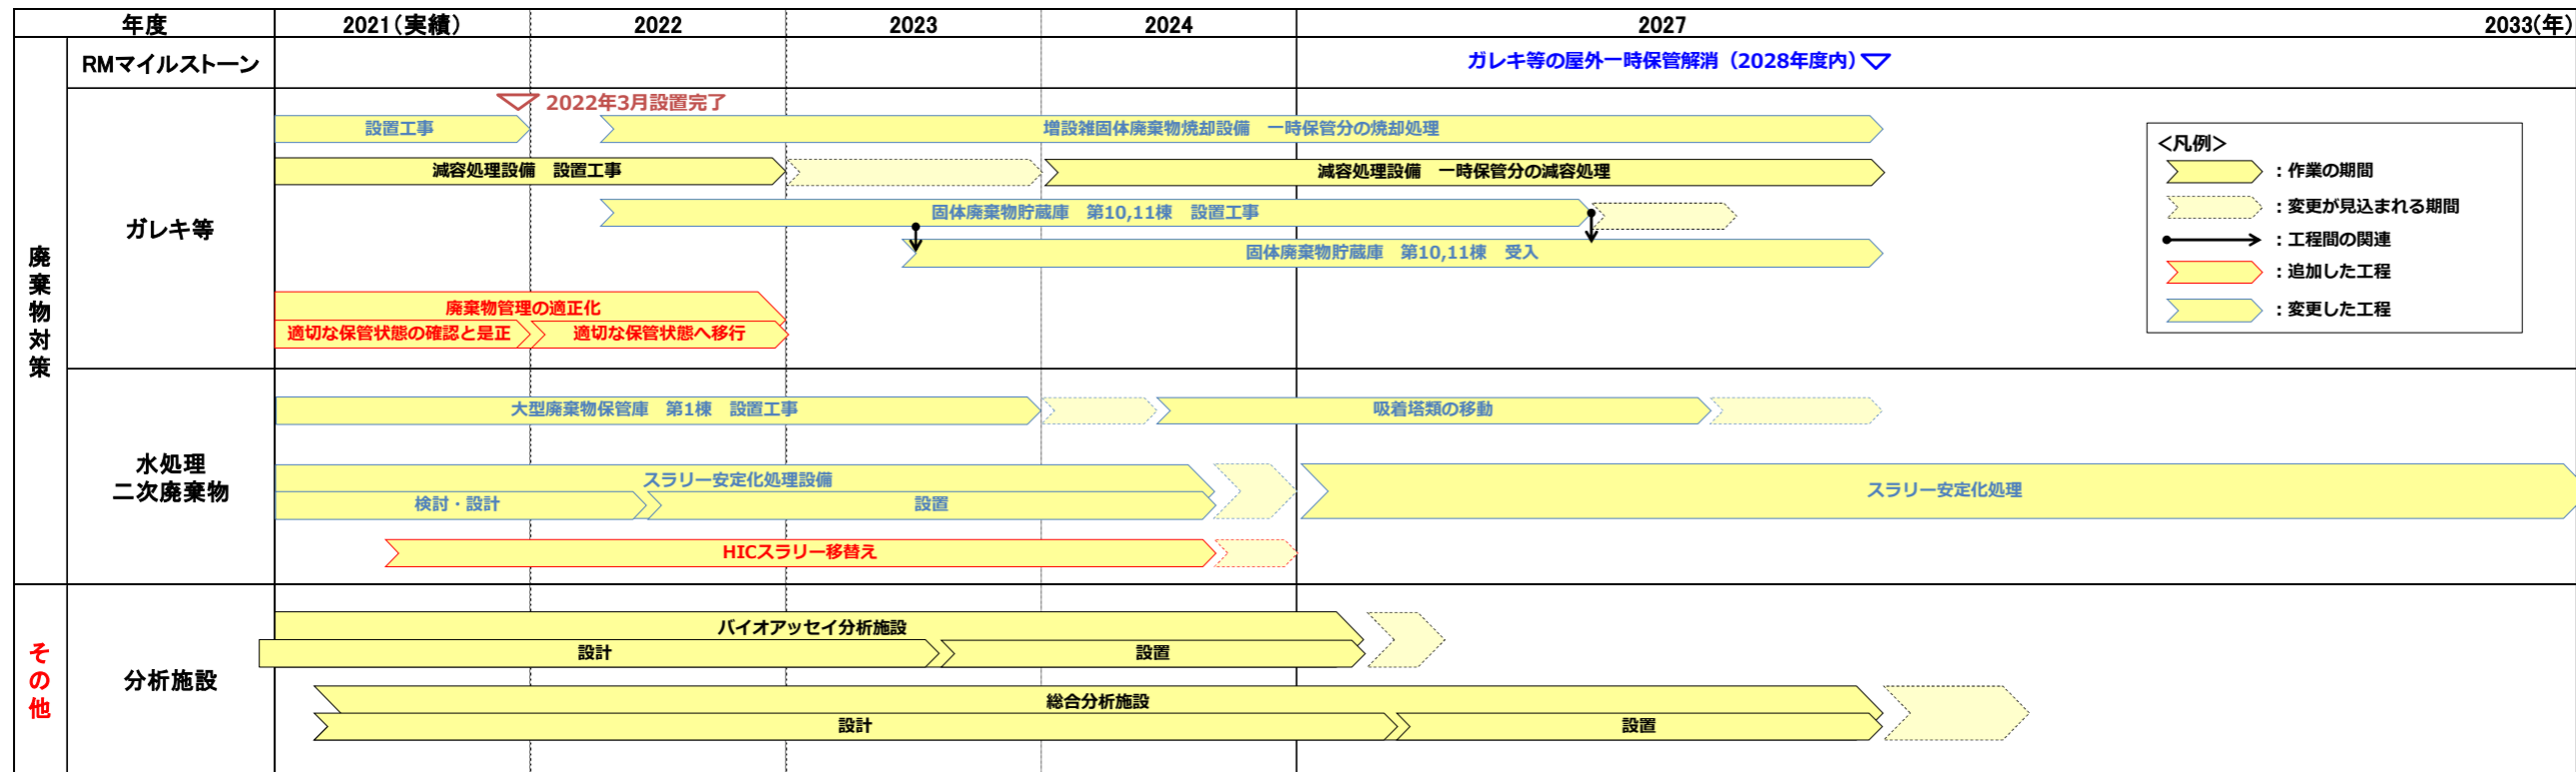 年度 2021(実績) 2022 2023 2024 2027 2033(年)
廃棄物対策
RMマイルストーン
ガレキ等の屋外一時保管解消（2028年度内）
ガレキ等
2022年3月設置完了
設置工事
増設雑固体廃棄物焼却設備　一時保管分の焼却処理
減容処理設備　設置工事
減容処理設備　一時保管分の減容処理
固体廃棄物貯蔵庫　第10,11棟　設置工事
固体廃棄物貯蔵庫　第10,11棟　受入
廃棄物管理の適正化
適切な保管状態の確認と是正
適切な保管状態へ移行
<凡例>
：作業の期間
：変更が見込まれる期間
：工程間の関連
：追加した工程
：変更した工程
水処理
二次廃棄物
大型廃棄物保管庫　第1棟　設置工事
吸着塔類の移動
スラリー安定化処理設備
検討・設計
設置
スラリー安定化処理
HICスラリー移替え
その他
分析施設
バイオアッセイ分析施設
設計
設置
総合分析施設
設計
設置